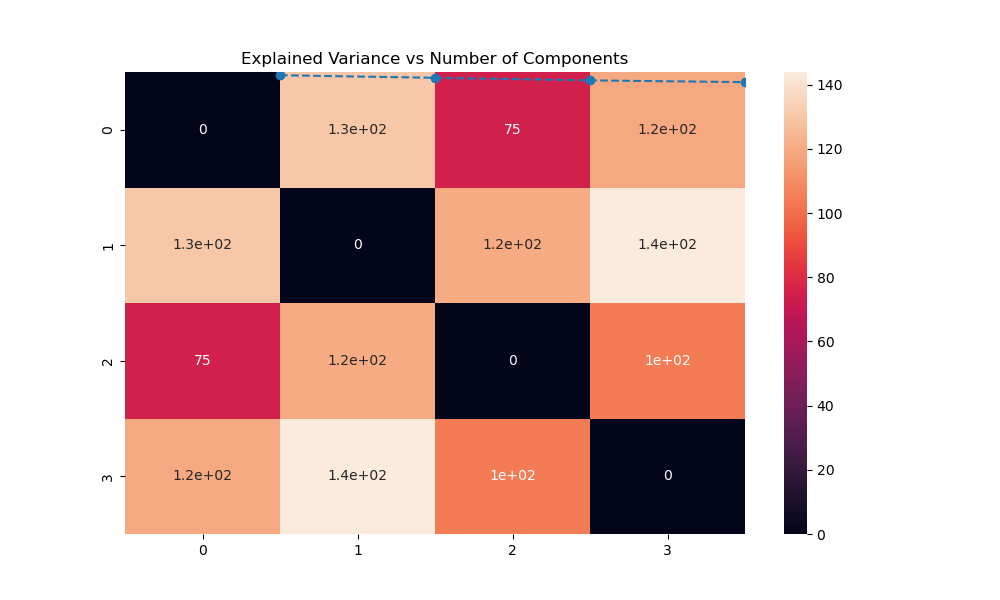 Explained Variance vs Number of Components
0 0 1.3e+02 75 1.2e+02
1 1.3e+02 0 1.2e+02 1.4e+02
2 75 1.2e+02 0 1e+02
3 1.2e+02 1.4e+02 1e+02 0
0 1 2 3
140
120
100
80
60
40
20
0